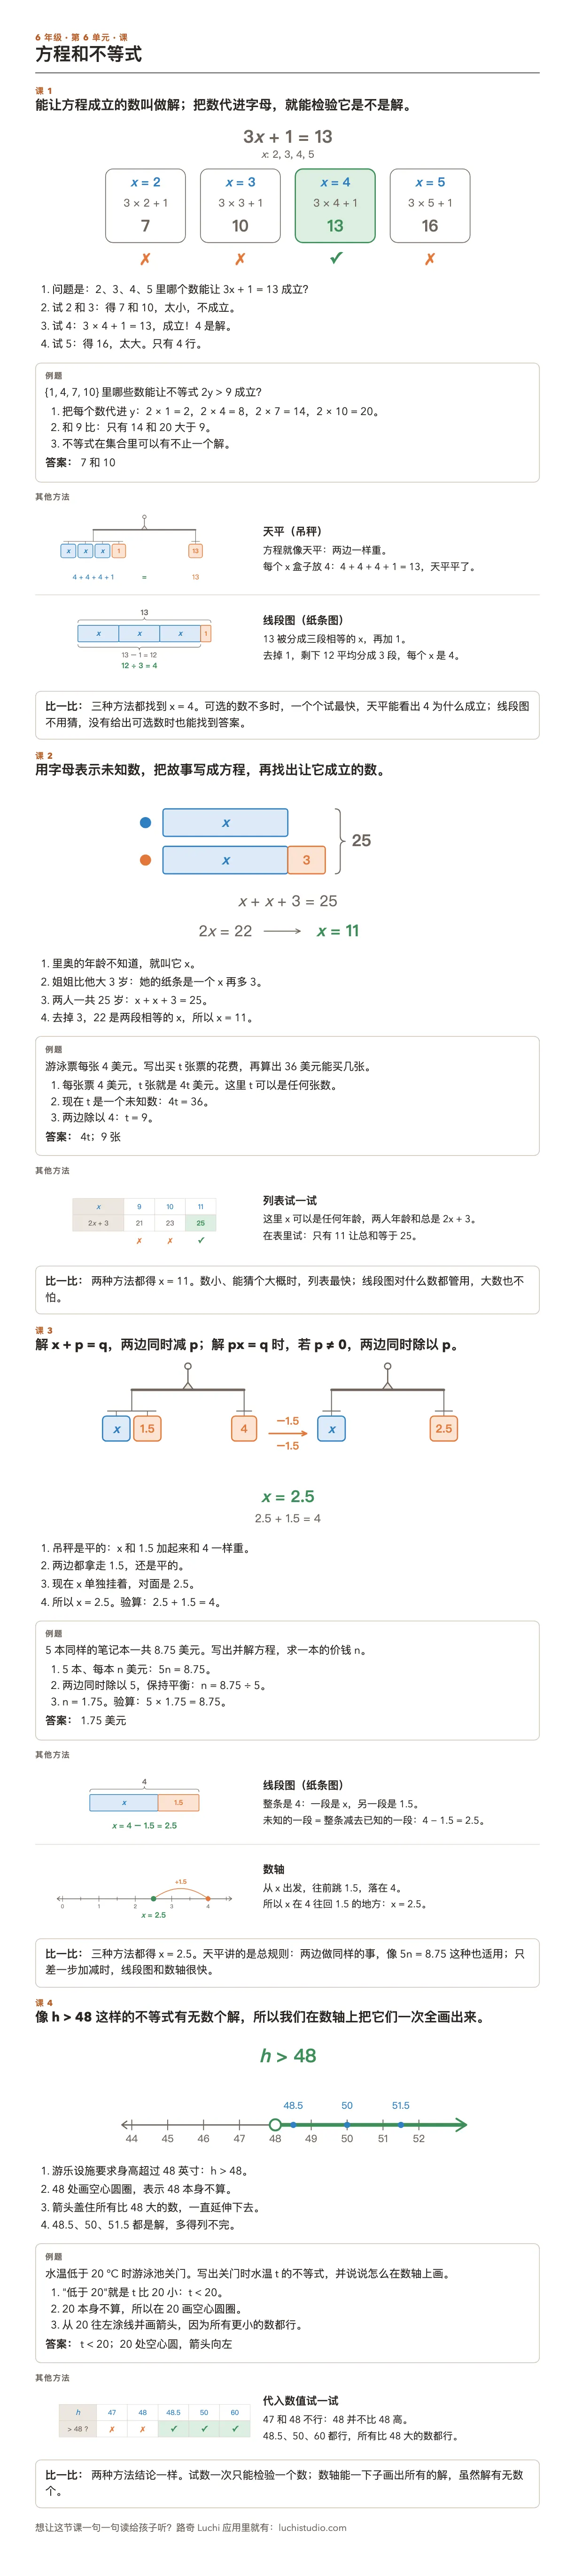 6 年级 · 第 6 单元 · 课
方程和不等式
课 1
能让方程成立的数叫做解；把数代进字母，就能检验它是不是解。
3x + 1 = 13
x: 2, 3, 4, 5
x = 2
3 × 2 + 1
7
✗
x = 3
3 × 3 + 1
10
✗
x = 4
3 × 4 + 1
13
✓
x = 5
3 × 5 + 1
16
✗
1. 问题是：2、3、4、5 里哪个数能让 3x + 1 = 13 成立？
2. 试 2 和 3：得 7 和 10，太小，不成立。
3. 试 4：3 × 4 + 1 = 13，成立！4 是解。
4. 试 5：得 16，太大。只有 4 行。
例题
{1, 4, 7, 10} 里哪些数能让不等式 2y > 9 成立？
1. 把每个数代进 y：2 × 1 = 2，2 × 4 = 8，2 × 7 = 14，2 × 10 = 20。
2. 和 9 比：只有 14 和 20 大于 9。
3. 不等式在集合里可以有不止一个解。
答案： 7 和 10
其他方法
x x x 1 13
4 + 4 + 4 + 1 = 13
天平（吊秤）
方程就像天平：两边一样重。
每个 x 盒子放 4：4 + 4 + 4 + 1 = 13，天平平了。
13
x x x 1
13 − 1 = 12
12 ÷ 3 = 4
线段图（纸条图）
13 被分成三段相等的 x，再加 1。
去掉 1，剩下 12 平均分成 3 段，每个 x 是 4。
比一比： 三种方法都找到 x = 4。可选的数不多时，一个个试最快，天平能看出 4 为什么成立；线段图
不用猜，没有给出可选数时也能找到答案。
课 2
用字母表示未知数，把故事写成方程，再找出让它成立的数。
x
x 3
25
x + x + 3 = 25
2x = 22 → x = 11
1. 里奥的年龄不知道，就叫它 x。
2. 姐姐比他大 3 岁：她的纸条是一个 x 再多 3。
3. 两人一共 25 岁：x + x + 3 = 25。
4. 去掉 3，22 是两段相等的 x，所以 x = 11。
例题
游泳票每张 4 美元。写出买 t 张票的花费，再算出 36 美元能买几张。
1. 每张票 4 美元，t 张就是 4t 美元。这里 t 可以是任何张数。
2. 现在 t 是一个未知数：4t = 36。
3. 两边除以 4：t = 9。
答案： 4t；9 张
其他方法
x 9 10 11
2x + 3 21 23 25
✗ ✗ ✓
列表试一试
这里 x 可以是任何年龄，两人年龄和总是 2x + 3。
在表里试：只有 11 让总和等于 25。
比一比： 两种方法都得 x = 11。数小、能猜个大概时，列表最快；线段图对什么数都管用，大数也不
怕。
课 3
解 x + p = q，两边同时减 p；解 px = q 时，若 p ≠ 0，两边同时除以 p。
x 1.5 4 −1.5 x 2.5
−1.5
x = 2.5
2.5 + 1.5 = 4
1. 吊秤是平的：x 和 1.5 加起来和 4 一样重。
2. 两边都拿走 1.5，还是平的。
3. 现在 x 单独挂着，对面是 2.5。
4. 所以 x = 2.5。验算：2.5 + 1.5 = 4。
例题
5 本同样的笔记本一共 8.75 美元。写出并解方程，求一本的价钱 n。
1. 5 本、每本 n 美元：5n = 8.75。
2. 两边同时除以 5，保持平衡：n = 8.75 ÷ 5。
3. n = 1.75。验算：5 × 1.75 = 8.75。
答案： 1.75 美元
其他方法
4
x 1.5
x = 4 − 1.5 = 2.5
线段图（纸条图）
整条是 4：一段是 x，另一段是 1.5。
未知的一段 = 整条减去已知的一段：4 − 1.5 = 2.5。
+1.5
0 1 2 3 4
x = 2.5
数轴
从 x 出发，往前跳 1.5，落在 4。
所以 x 在 4 往回 1.5 的地方：x = 2.5。
比一比： 三种方法都得 x = 2.5。天平讲的是总规则：两边做同样的事，像 5n = 8.75 这种也适用；只
差一步加减时，线段图和数轴很快。
课 4
像 h > 48 这样的不等式有无数个解，所以我们在数轴上把它们一次全画出来。
h > 48
48.5 50 51.5
44 45 46 47 48 49 50 51 52
1. 游乐设施要求身高超过 48 英寸：h > 48。
2. 48 处画空心圆圈，表示 48 本身不算。
3. 箭头盖住所有比 48 大的数，一直延伸下去。
4. 48.5、50、51.5 都是解，多得列不完。
例题
水温低于 20 °C 时游泳池关门。写出关门时水温 t 的不等式，并说说怎么在数轴上画。
1. "低于 20"就是 t 比 20 小：t < 20。
2. 20 本身不算，所以在 20 画空心圆圈。
3. 从 20 往左涂线并画箭头，因为所有更小的数都行。
答案： t < 20；20 处空心圆，箭头向左
其他方法
h 47 48 48.5 50 60
> 48 ? ✗ ✗ ✓ ✓ ✓
代入数值试一试
47 和 48 不行：48 并不比 48 高。
48.5、50、60 都行，所有比 48 大的数都行。
比一比： 两种方法结论一样。试数一次只能检验一个数；数轴能一下子画出所有的解，虽然解有无数
个。
想让这节课一句一句读给孩子听？路奇 Luchi 应用里就有：luchistudio.com